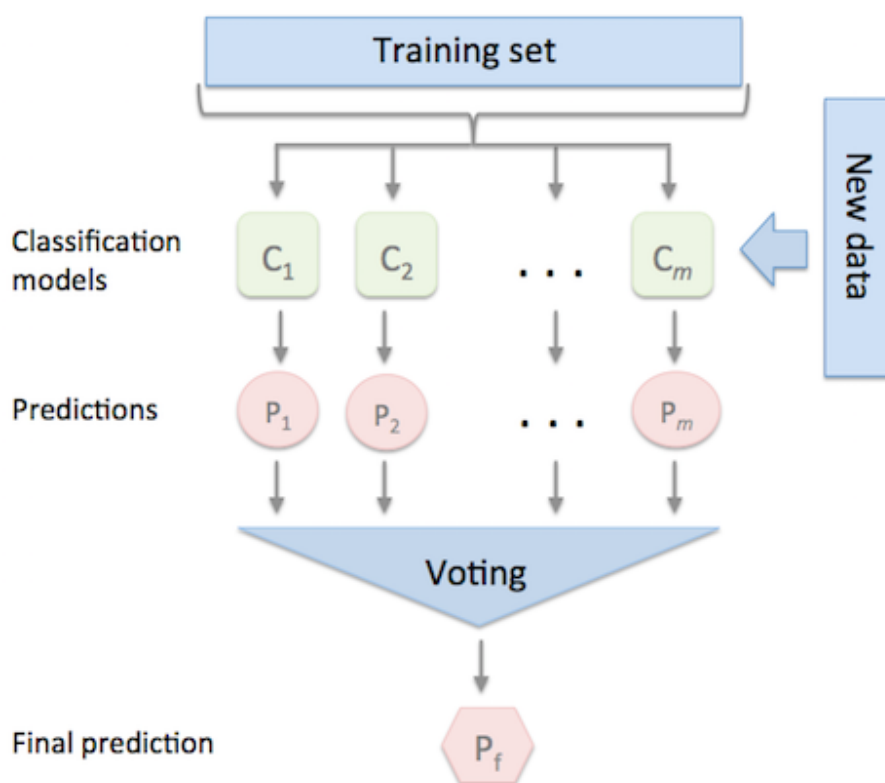 Training set
New data
Classification
models
C1 C2 . . . Cm
Predictions
P1 P2 . . . Pm
Voting
Final prediction
Pf